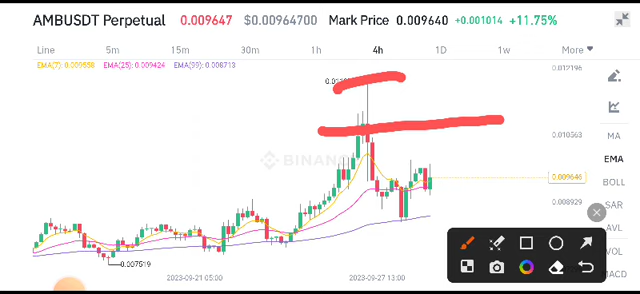 AMBUSDT Perpetual 0.009647 $0.00964700 Mark Price 0.009640 +0.001014 +11.75%
Line 5m 15m 30m 1h 4h 1D 1w More
EMA(7): 0.009558 EMA(25): 0.009424 EMA(99): 0.008713
0.012196
0.010563
BINAN
0.009646
0.008929
0.007519
2023-09-21 05:00 2023-09-27 13:00
MA
EMA
BOLL
SAR
AVL
VOL
MACD